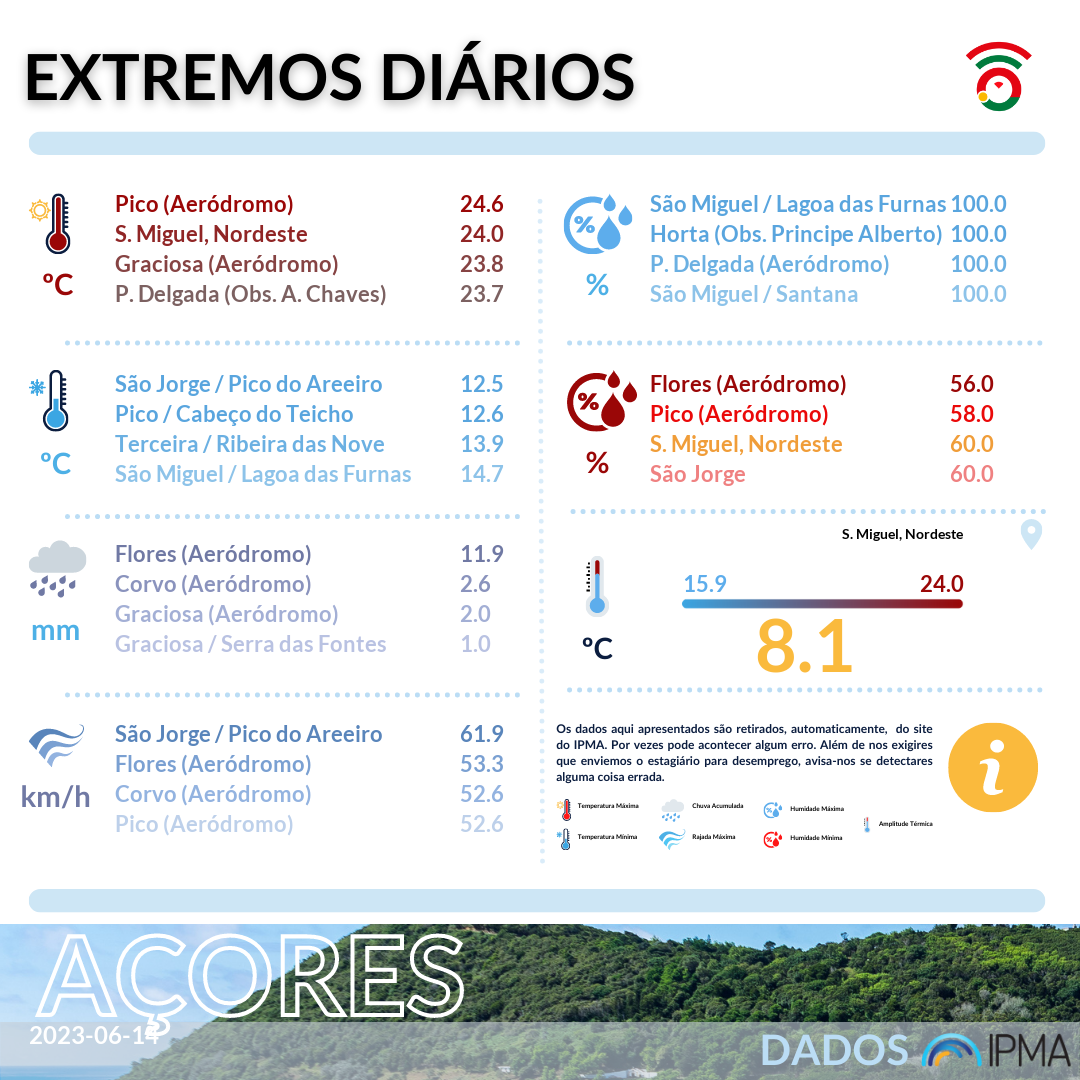 EXTREMOS DIÁRIOS
Pico (Aeródromo) 24.6
S. Miguel, Nordeste 24.0
Graciosa (Aeródromo) 23.8
P. Delgada (Obs. A. Chaves) 23.7
ºC
São Jorge / Pico do Areeiro 12.5
Pico / Cabeço do Teicho 12.6
Terceira / Ribeira das Nove 13.9
São Miguel / Lagoa das Furnas 14.7
ºC
Flores (Aeródromo) 11.9
Corvo (Aeródromo) 2.6
Graciosa (Aeródromo) 2.0
Graciosa / Serra das Fontes 1.0
mm
São Jorge / Pico do Areeiro 61.9
Flores (Aeródromo) 53.3
Corvo (Aeródromo) 52.6
Pico (Aeródromo) 52.6
km/h
São Miguel / Lagoa das Furnas 100.0
Horta (Obs. Principe Alberto) 100.0
P. Delgada (Aeródromo) 100.0
São Miguel / Santana 100.0
%
%
Flores (Aeródromo) 56.0
Pico (Aeródromo) 58.0
S. Miguel, Nordeste 60.0
São Jorge 60.0
%
%
S. Miguel, Nordeste
15.9 24.0
8.1
ºC
Os dados aqui apresentados são retirados, automaticamente, do site
do IPMA. Por vezes pode acontecer algum erro. Além de nos exigires
que enviemos o estagiário para desemprego, avisa-nos se detectares
alguma coisa errada.
i
Temperatura Máxima Chuva Acumulada Humidade Máxima
Amplitude Térmica
Temperatura Mínima Rajada Máxima Humidade Mínima
AÇORES
2023-06-14
DADOS IPMA